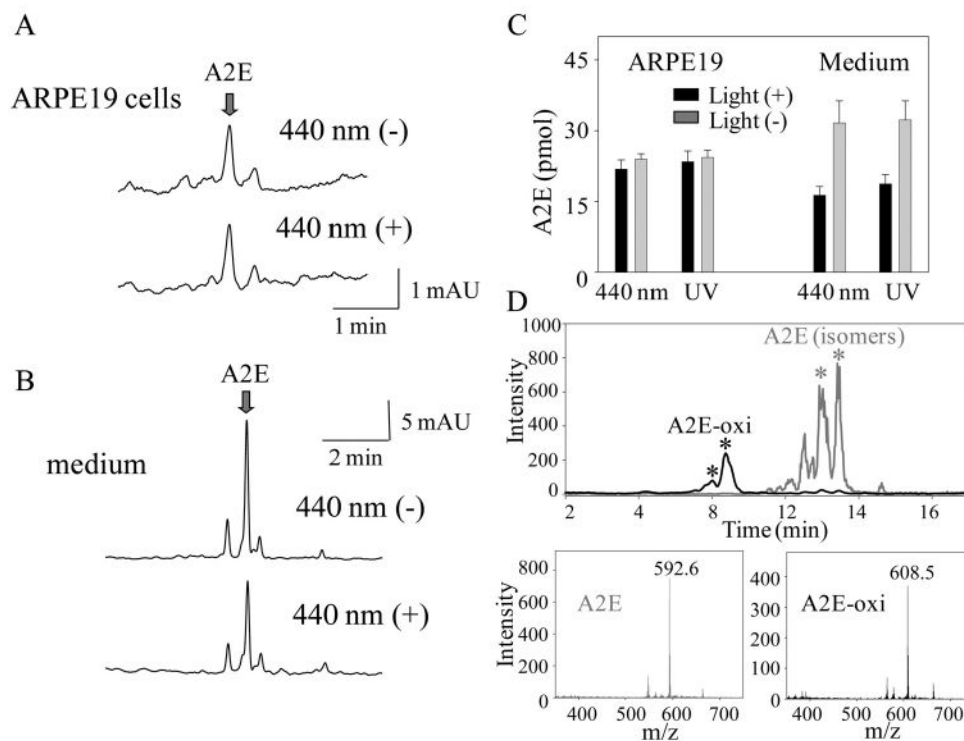 A
A2E
ARPE19 cells
440 nm (-)
440 nm (+)
1 mAU
1 min
B
A2E
5 mAU
2 min
medium
440 nm (-)
440 nm (+)
C
45
30
15
0
A2E (pmol)
ARPE19
Medium
Light (+)
Light (-)
440 nm
UV
440 nm
UV
D
1000
800
600
400
200
0
Intensity
A2E (isomers)
*
*
A2E-oxi
*
*
2
4
8
12
14
16
Time (min)
800
600
400
200
0
Intensity
A2E
592.6
400
500
600
700
m/z
400
300
200
100
0
A2E-oxi
608.5
400
500
600
700
m/z